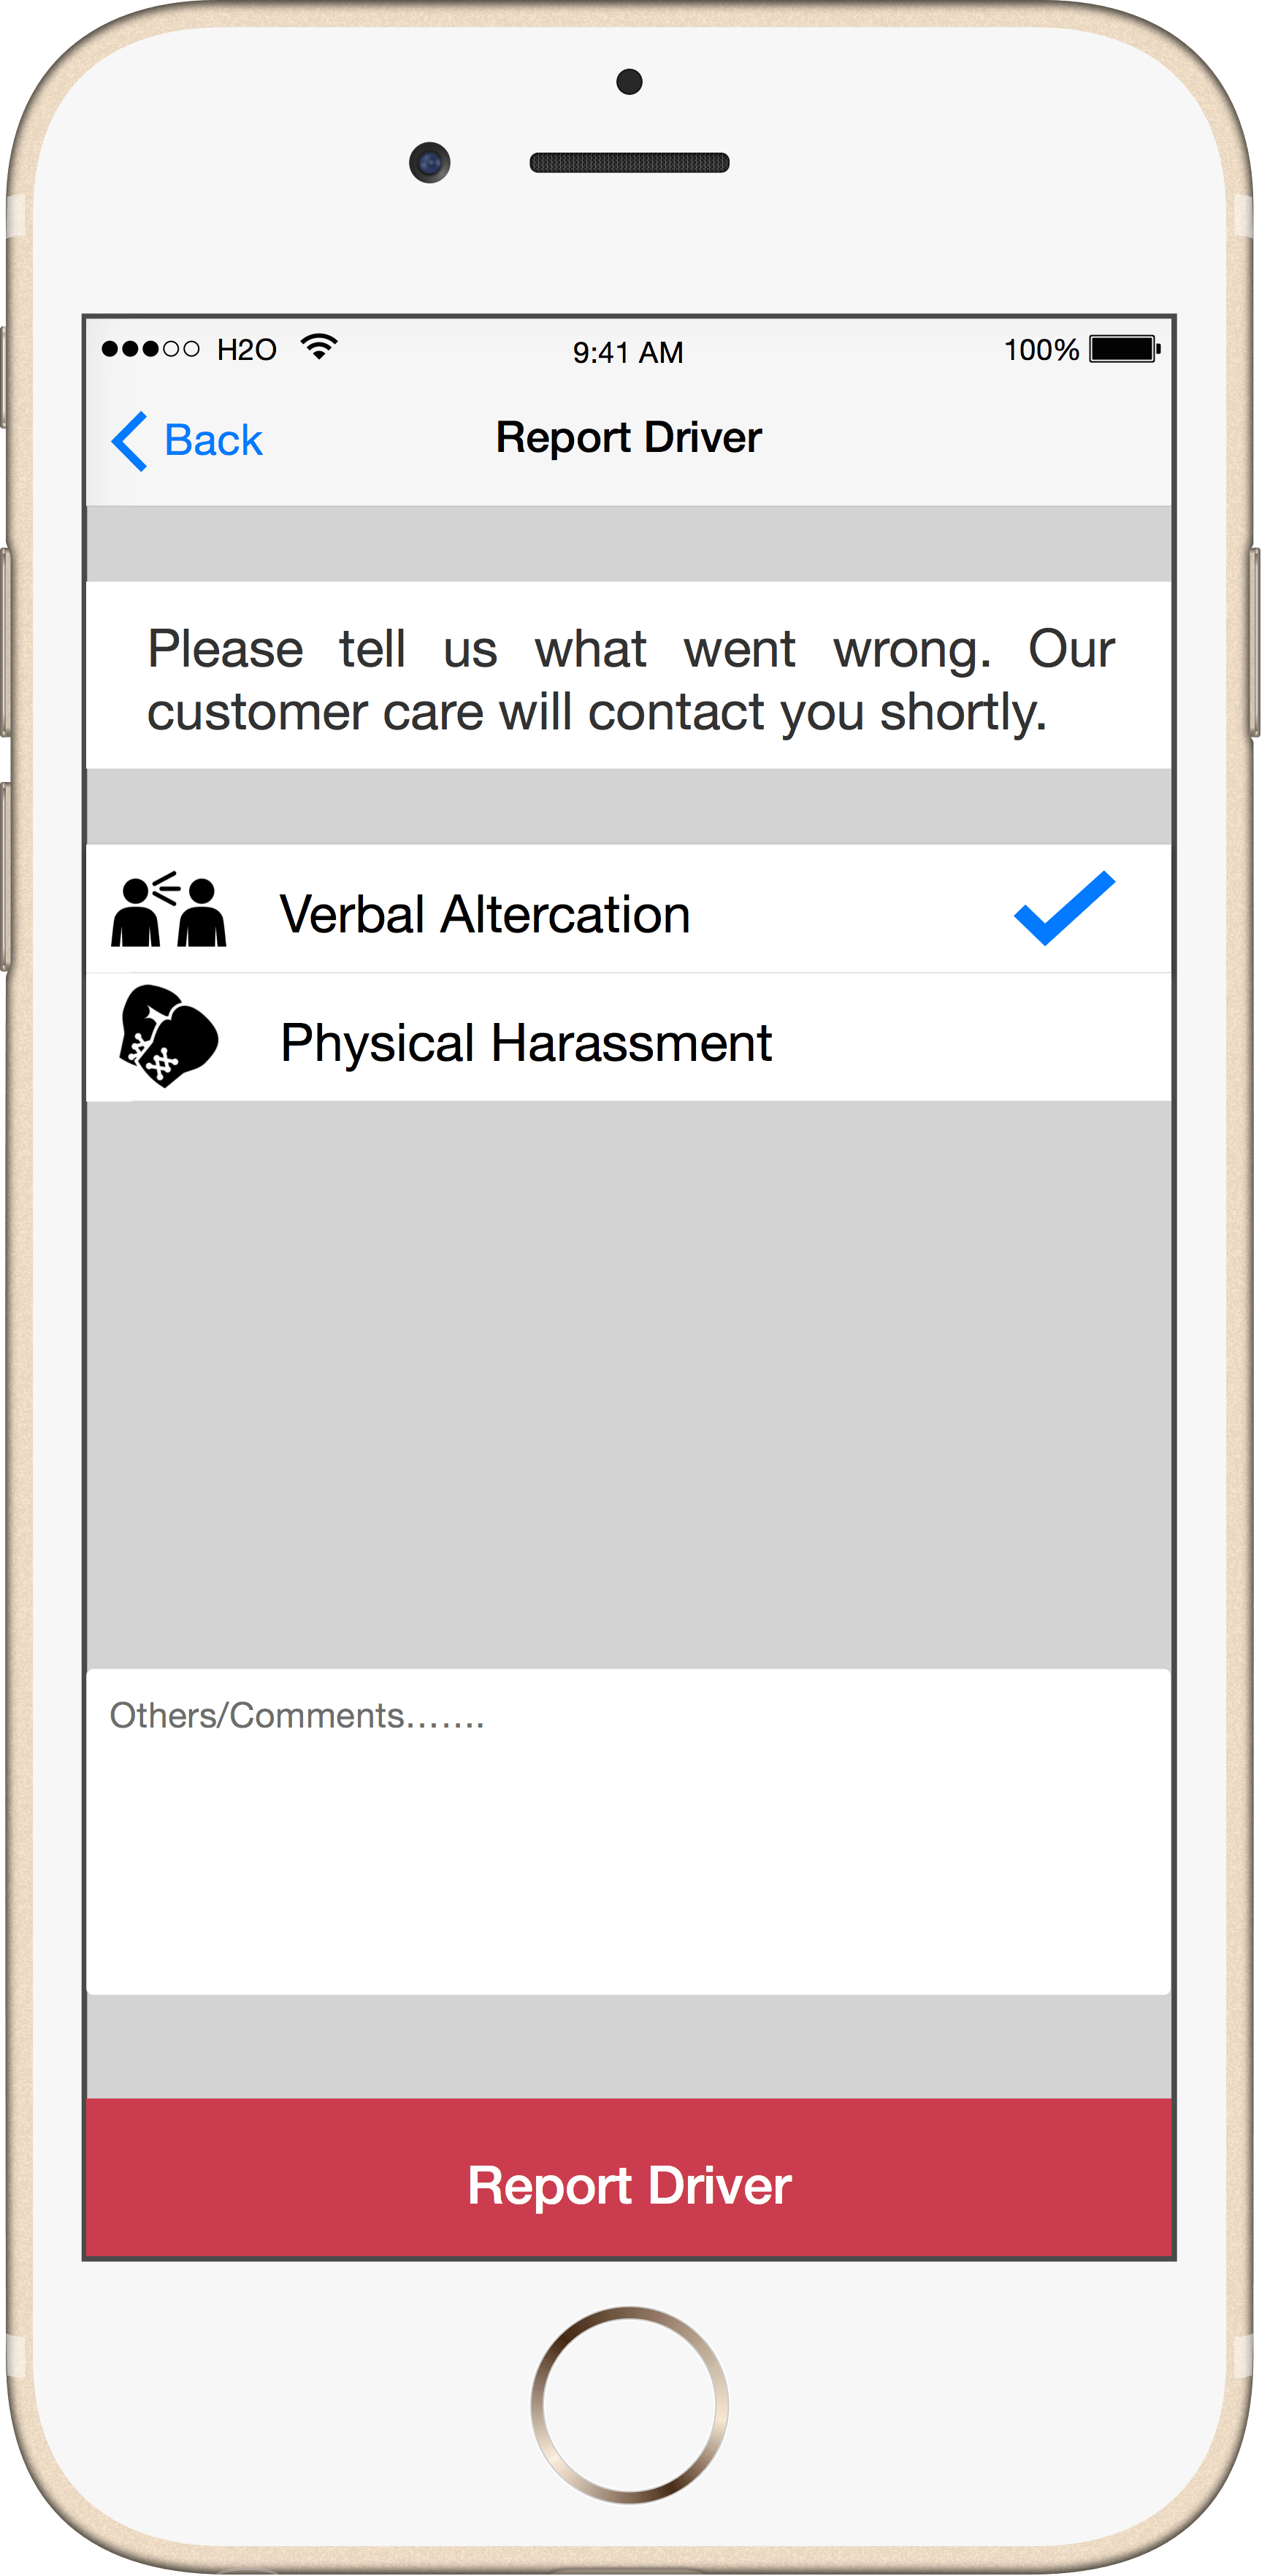 H2O 9:41 AM 100%
Back Report Driver
Please tell us what went wrong. Our
customer care will contact you shortly.
Verbal Altercation
Physical Harassment
Others/Comments.......
Report Driver